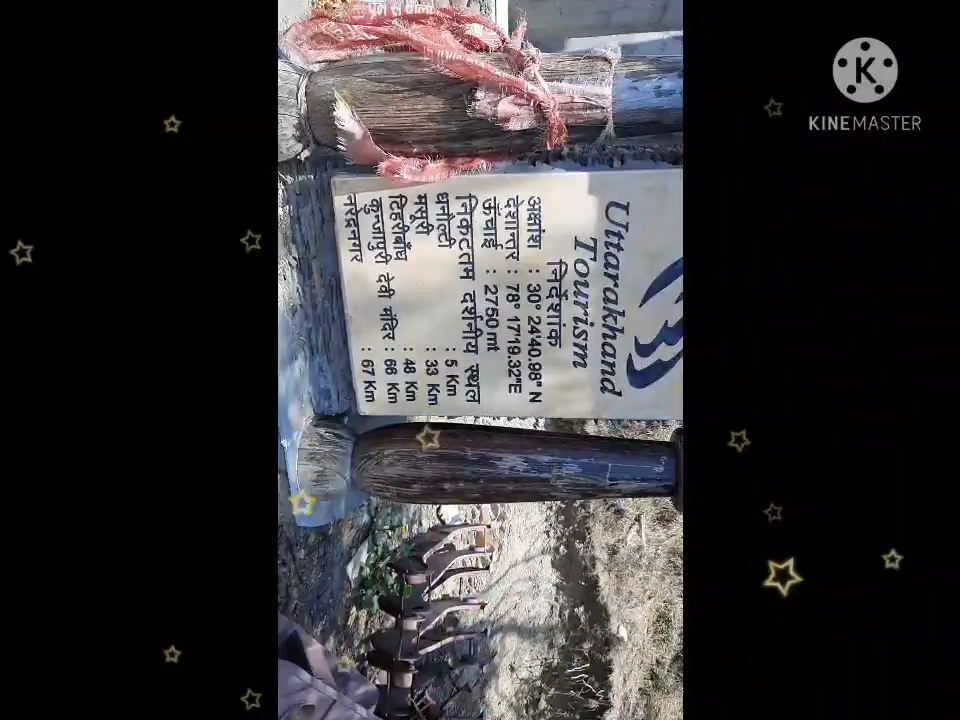 Uttarakhand
Tourism
निर्देशांक
अक्षांश : 30° 24'40.98" N
देशान्तर : 78° 17'19.32"E
ऊंचाई : 2750 mt
निकटतम दर्शनीय स्थल
धनोल्टी : 5 Km
मसूरी : 33 Km
टिहरी बाँध : 48 Km
कुन्जापुरी देवी मंदिर : 66 Km
नरेन्द्रनगर : 67 Km
KINEMASTER